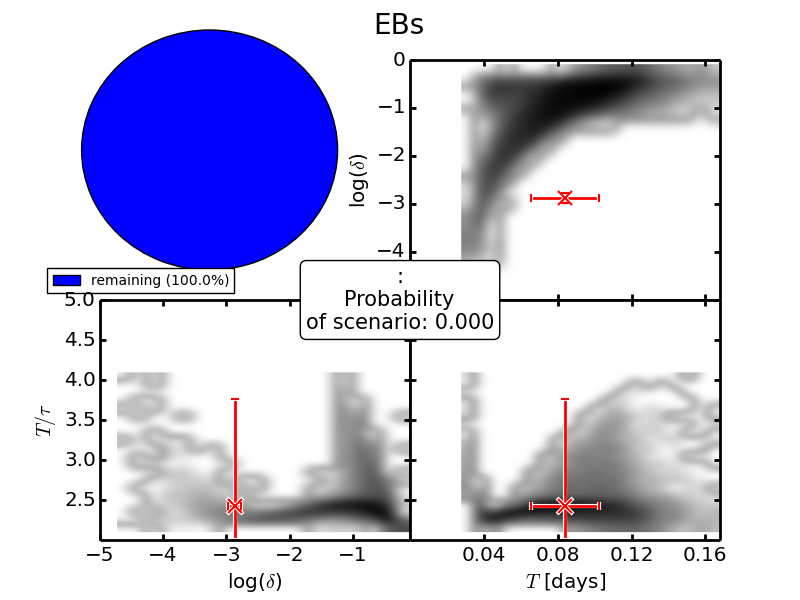 EBs
0
−1
−2
−3
−4
log(δ)
remaining (100.0%)
:
Probability
of scenario: 0.000
5.0
4.5
4.0
3.5
3.0
2.5
T/τ
−5 −4 −3 −2 −1
0.04 0.08 0.12 0.16
log(δ)
T [days]